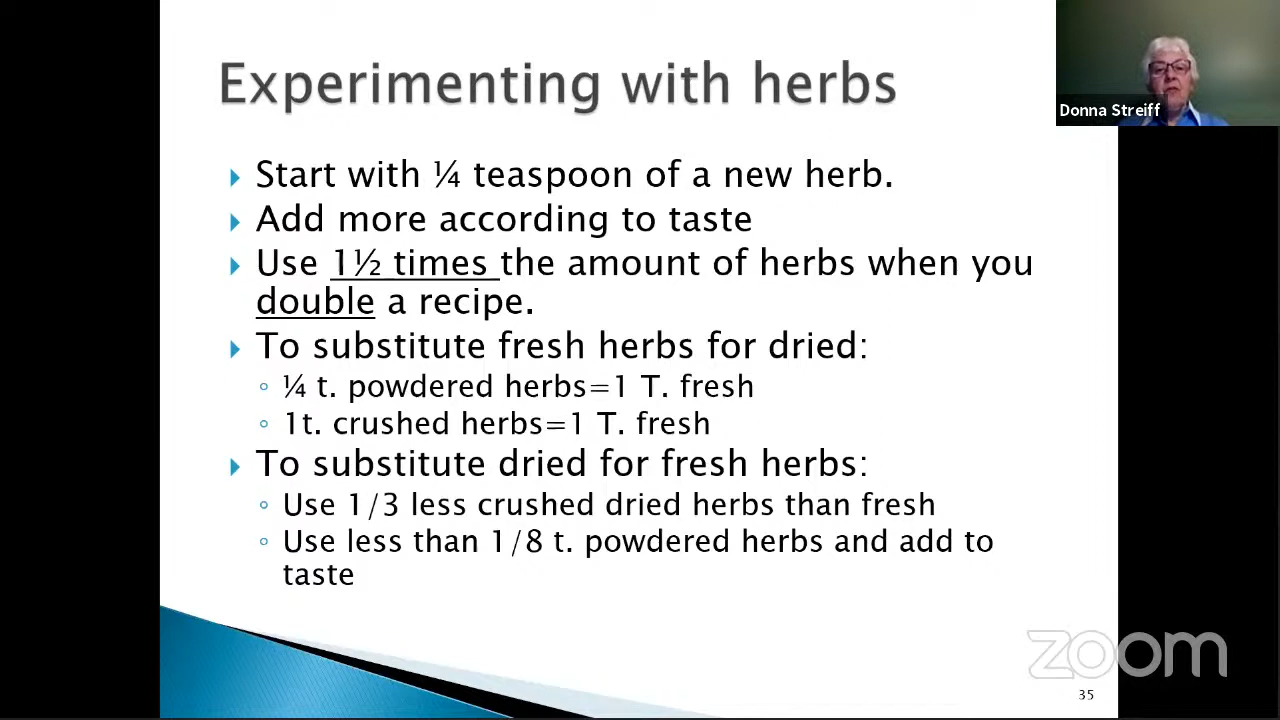 Experimenting with herbs
Donna Streiff
Start with ¼ teaspoon of a new herb.
Add more according to taste
Use 1½ times the amount of herbs when you
double a recipe.
To substitute fresh herbs for dried:
¼ t. powdered herbs=1 T. fresh
1t. crushed herbs=1 T. fresh
To substitute dried for fresh herbs:
Use 1/3 less crushed dried herbs than fresh
Use less than 1/8 t. powdered herbs and add to
taste
zoom
35